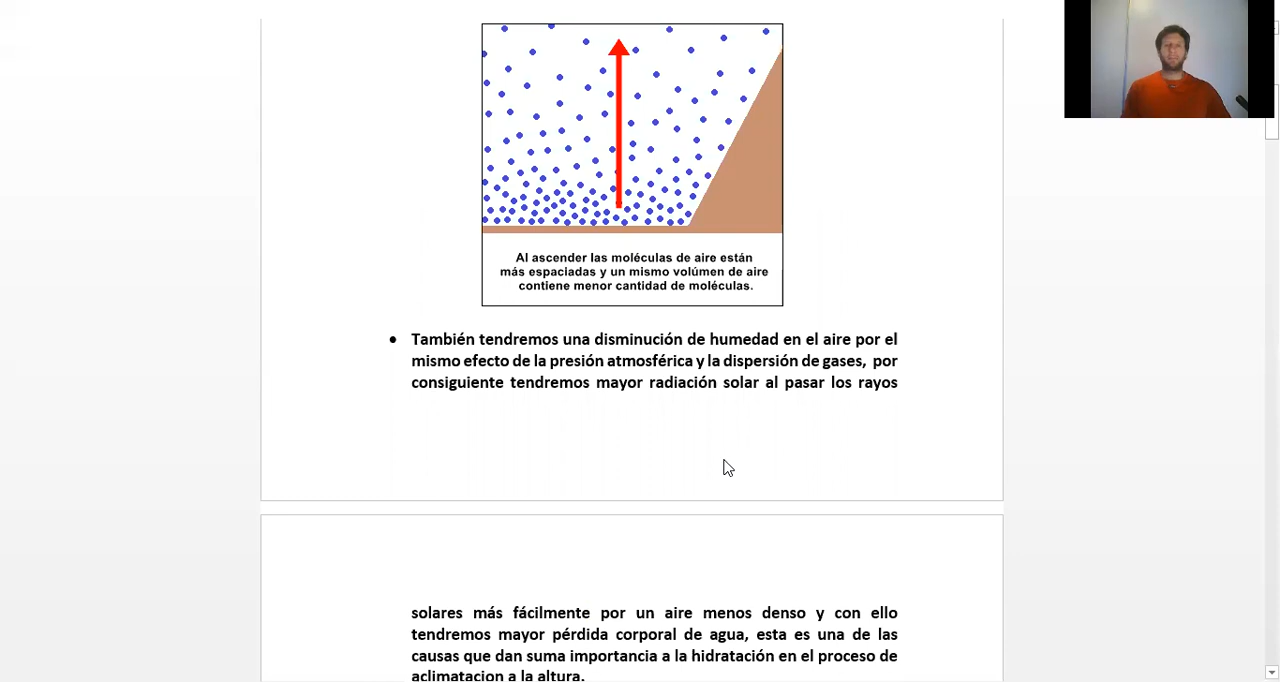 Al ascender las moléculas de aire están
más espaciadas y un mismo volúmen de aire
contiene menor cantidad de moléculas.
• También tendremos una disminución de humedad en el aire por el
mismo efecto de la presión atmosférica y la dispersión de gases, por
consiguiente tendremos mayor radiación solar al pasar los rayos
solares más fácilmente por un aire menos denso y con ello
tendremos mayor pérdida corporal de agua, esta es una de las
causas que dan suma importancia a la hidratación en el proceso de
aclimatacion a la altura.